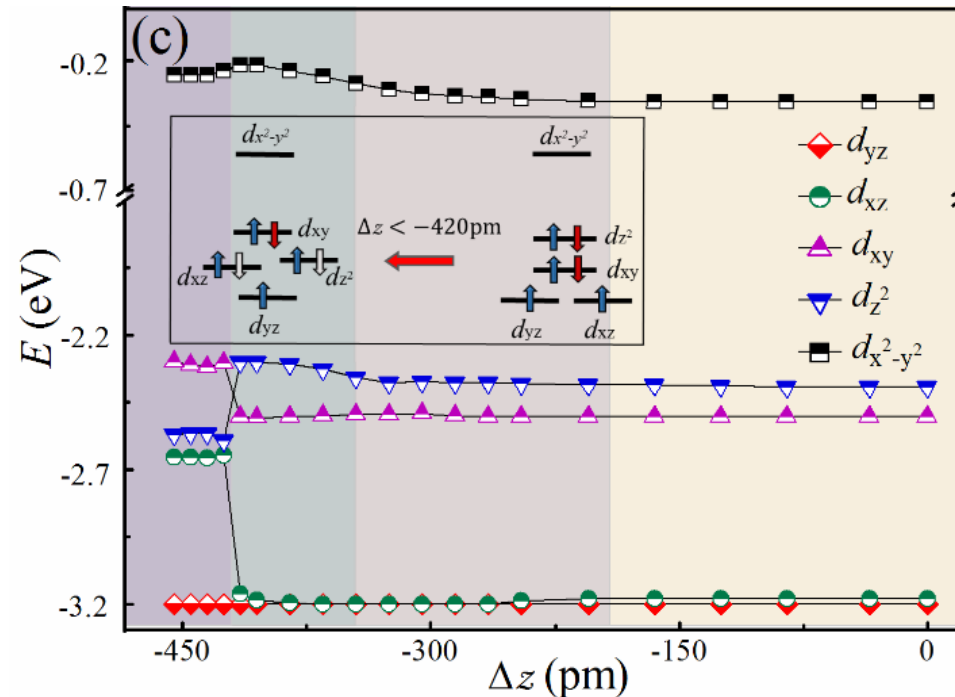 (c)
E (eV)
-0.2
-0.7
-2.2
-2.7
-3.2
dx²-y²
dxy
dxz
dz²
dyz
Δz < −420pm
dx²-y²
dz²
dxy
dyz
dxz
dyz
dxz
dxy
dz²
dx²-y²
-450
-300
-150
0
Δz (pm)